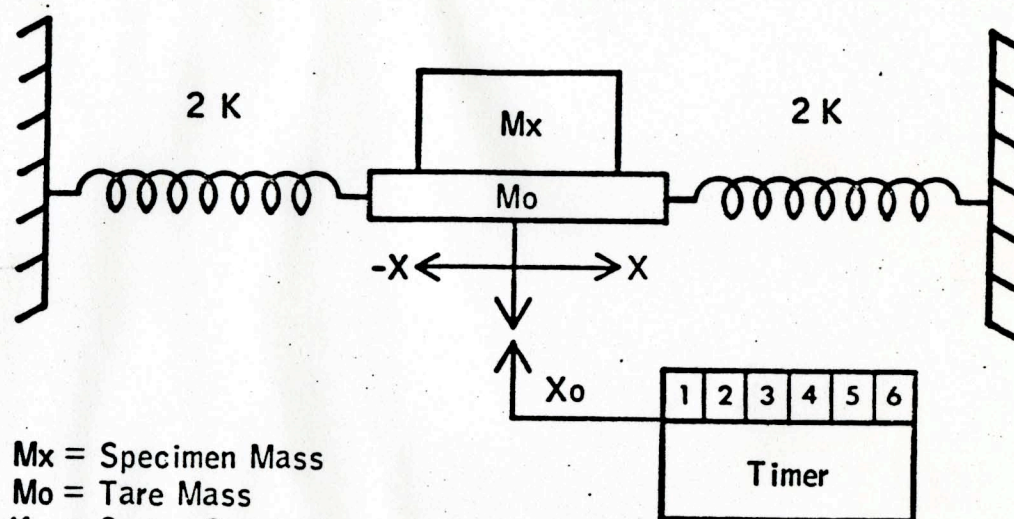 2 K
2 K
Mx
Mo
-X
X
Xo
1 2 3 4 5 6
Timer
Mx = Specimen Mass
Mo = Tare Mass